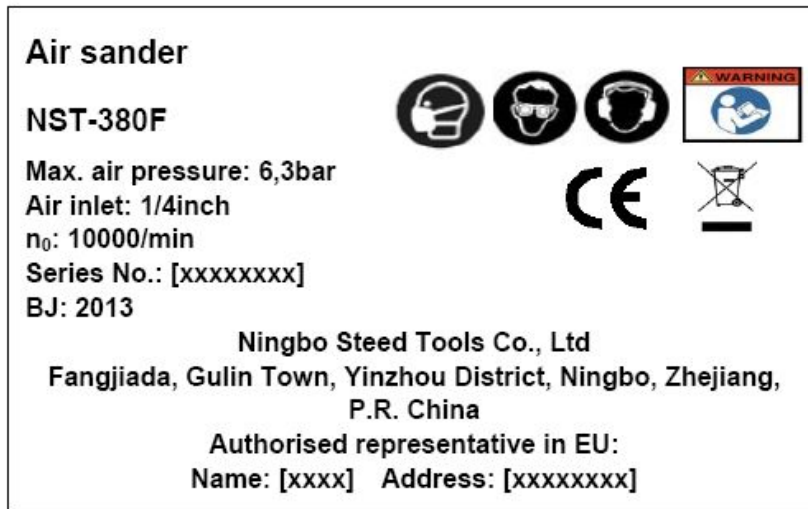 Air sander
WARNING
NST-380F
Max. air pressure: 6,3bar
Air inlet: 1/4inch
CE
n₀: 10000/min
Series No.: [xxxxxxxx]
BJ: 2013
Ningbo Steed Tools Co., Ltd
Fangjiada, Gulin Town, Yinzhou District, Ningbo, Zhejiang,
P.R. China
Authorised representative in EU:
Name: [xxxx] Address: [xxxxxxxx]